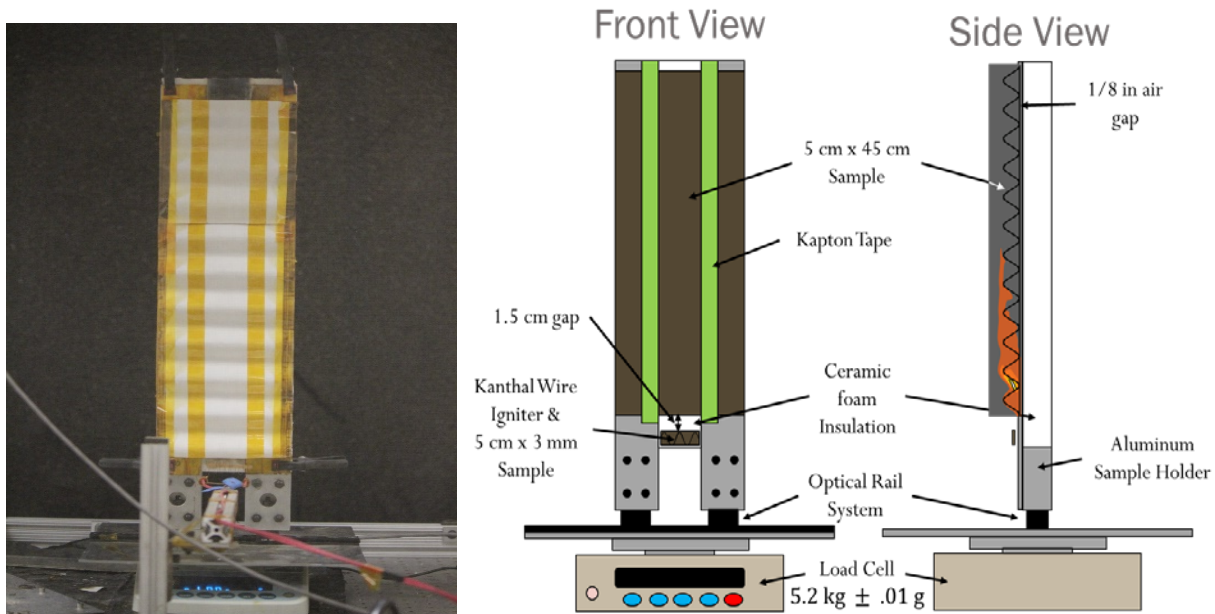 Front View
Side View
1/8 in air
gap
5 cm x 45 cm
Sample
Kapton Tape
1.5 cm gap
Kanthal Wire
Igniter &
5 cm x 3 mm
Sample
Ceramic
foam
Insulation
Aluminum
Sample Holder
Optical Rail
System
Load Cell
5.2 kg ± .01 g